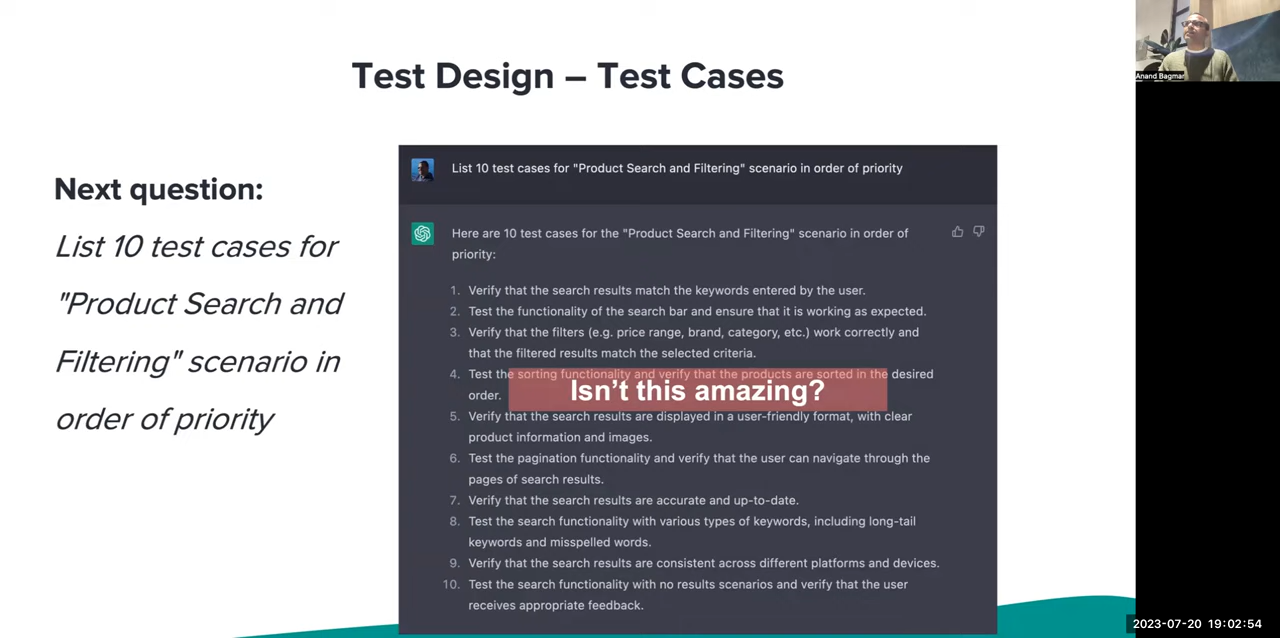 Test Design – Test Cases
Anand Bagmar
Next question:
List 10 test cases for
"Product Search and
Filtering" scenario in
order of priority
List 10 test cases for "Product Search and Filtering" scenario in order of priority
Here are 10 test cases for the "Product Search and Filtering" scenario in order of
priority:
1. Verify that the search results match the keywords entered by the user.
2. Test the functionality of the search bar and ensure that it is working as expected.
3. Verify that the filters (e.g. price range, brand, category, etc.) work correctly and
that the filtered results match the selected criteria.
4. Test the sorting functionality and verify that the products are sorted in the desired
order.
Isn’t this amazing?
5. Verify that the search results are displayed in a user-friendly format, with clear
product information and images.
6. Test the pagination functionality and verify that the user can navigate through the
pages of search results.
7. Verify that the search results are accurate and up-to-date.
8. Test the search functionality with various types of keywords, including long-tail
keywords and misspelled words.
9. Verify that the search results are consistent across different platforms and devices.
10. Test the search functionality with no results scenarios and verify that the user
receives appropriate feedback.
2023-07-20 19:02:54